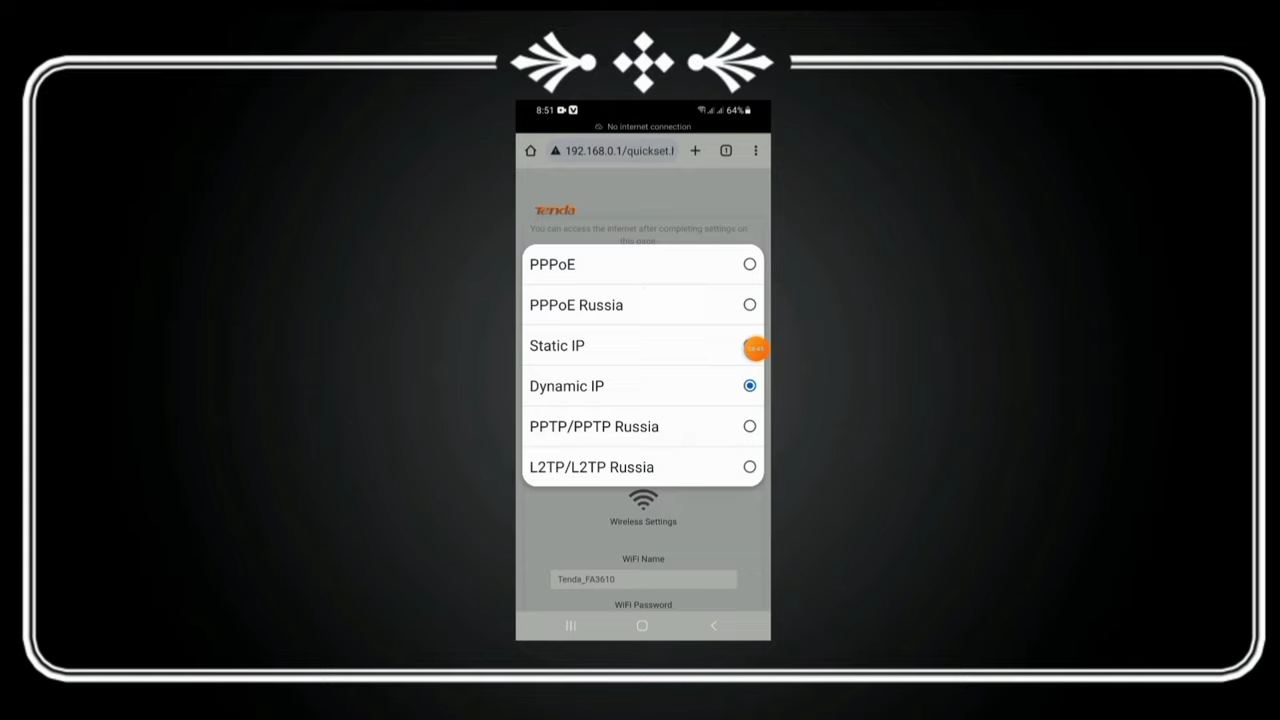 8:51
64%
No internet connection
192.168.0.1/quickset.h
1
Tenda
You can access the internet after completing settings on
this page
PPPoE
PPPoE Russia
Static IP
Dynamic IP
PPTP/PPTP Russia
L2TP/L2TP Russia
Wireless Settings
WiFi Name
Tenda_FA3610
WiFi Password